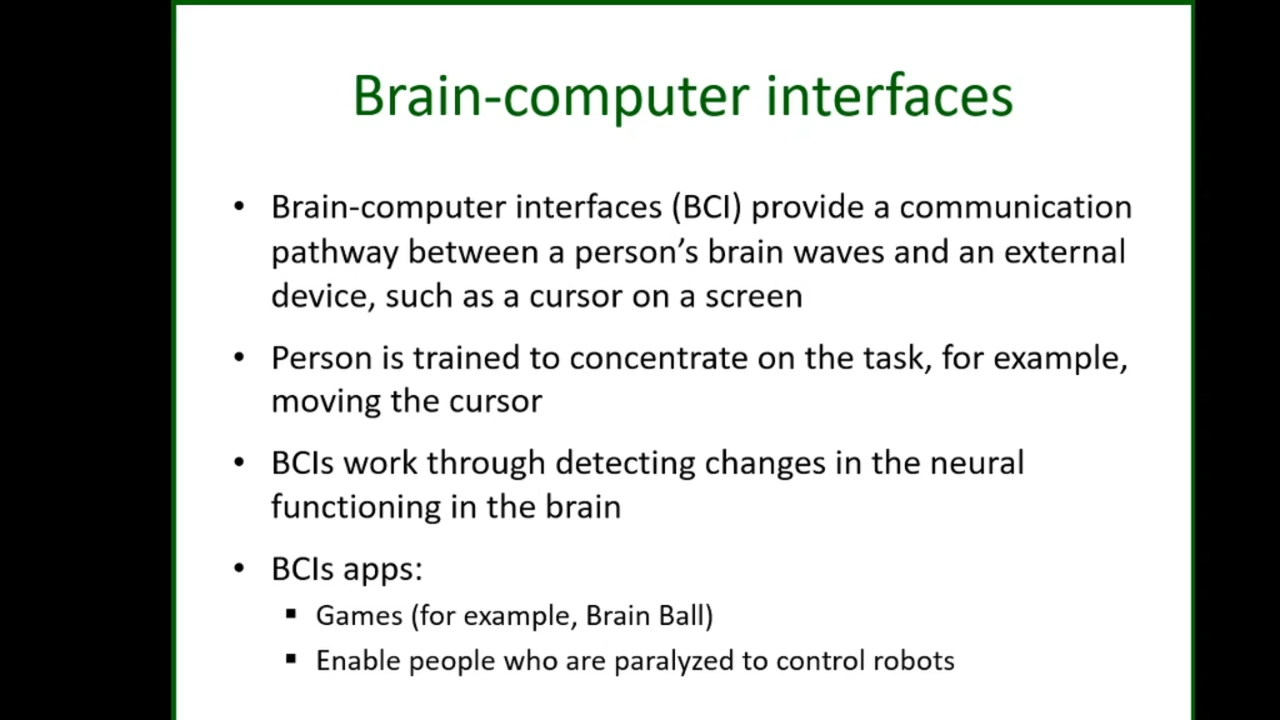 Brain-computer interfaces
• Brain-computer interfaces (BCI) provide a communication
pathway between a person’s brain waves and an external
device, such as a cursor on a screen
• Person is trained to concentrate on the task, for example,
moving the cursor
• BCIs work through detecting changes in the neural
functioning in the brain
• BCIs apps:
▪ Games (for example, Brain Ball)
▪ Enable people who are paralyzed to control robots